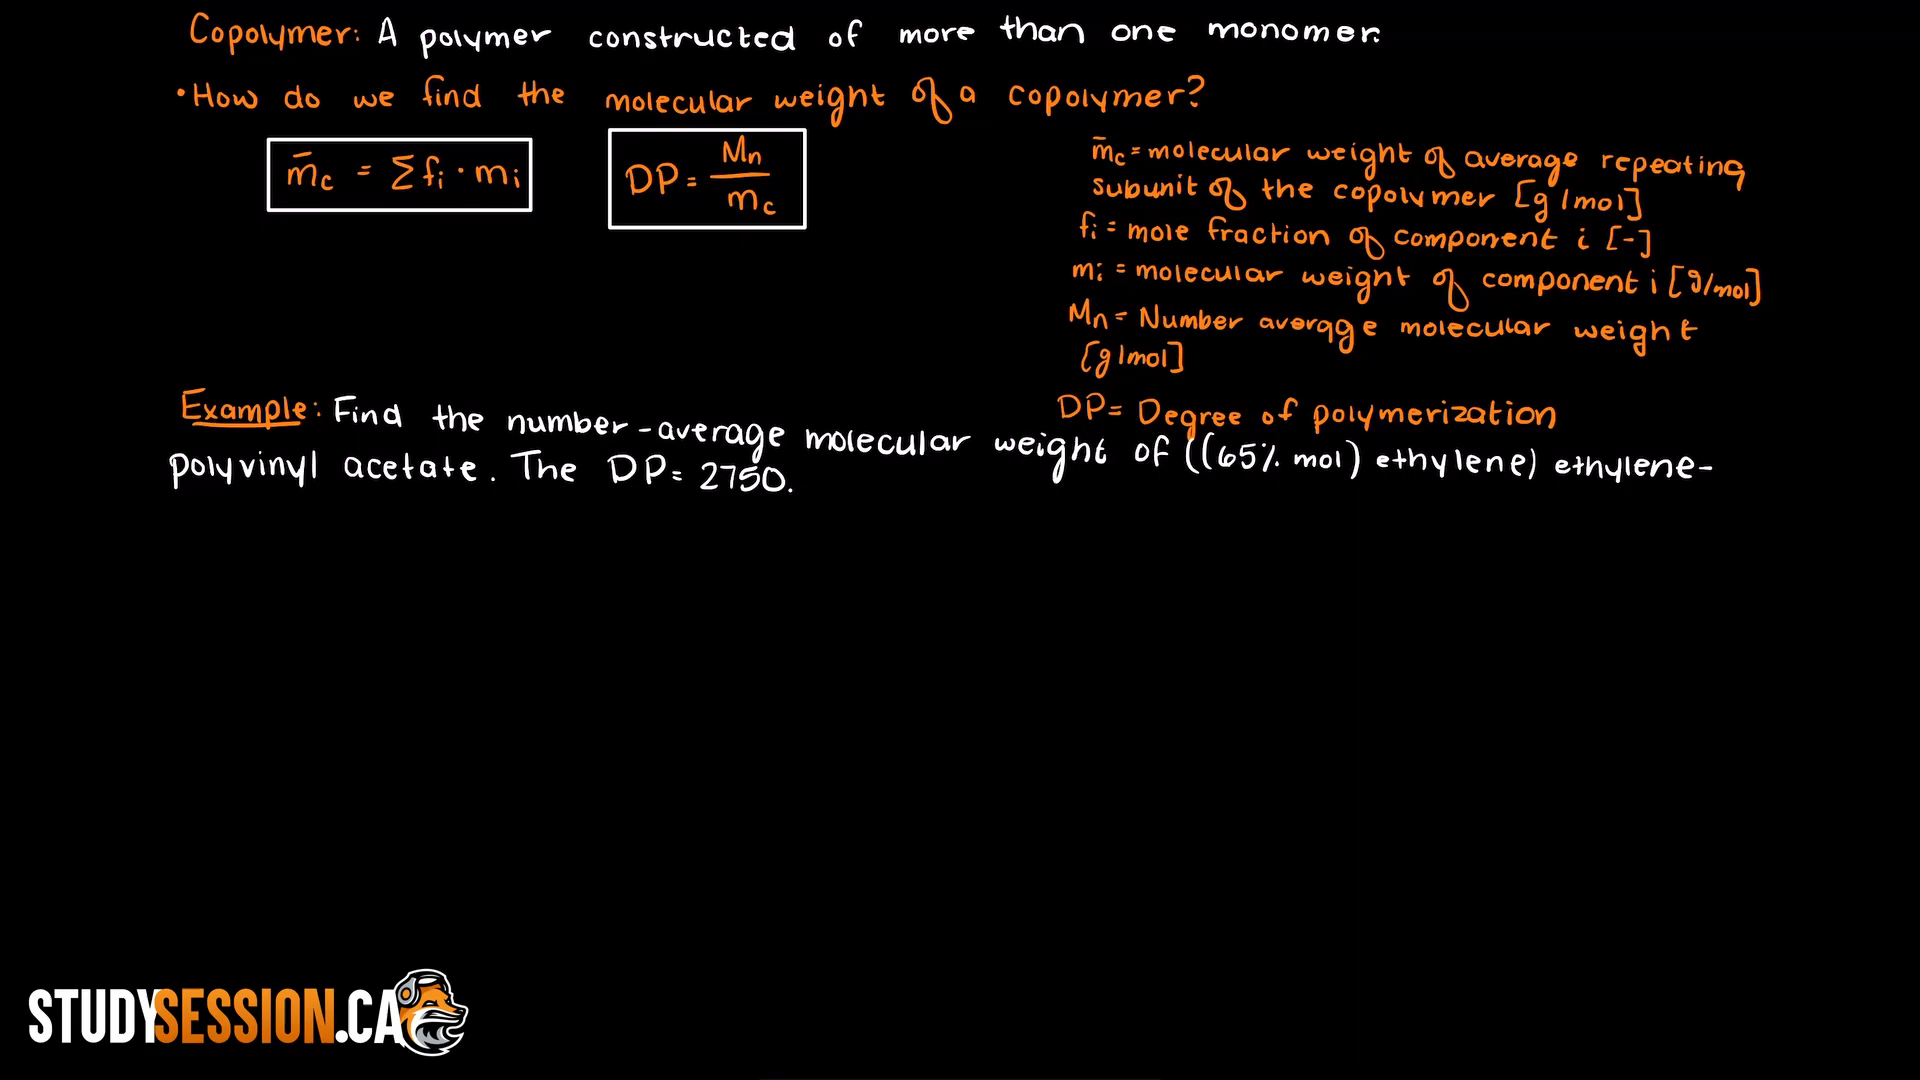 Copolymer: A polymer constructed of more than one monomer.
• How do we find the molecular weight of a copolymer?
m̄c = Σ fi · mi
DP = Mn / mc
m̄c = molecular weight of average repeating
subunit of the copolymer [g/mol]
fi = mole fraction of component i [-]
mi = molecular weight of component i [g/mol]
Mn = Number average molecular weight
[g/mol]
DP = Degree of polymerization
Example: Find the number-average molecular weight of ((65% mol) ethylene) ethylene-
polyvinyl acetate. The DP = 2750.
STUDYSESSION.CA